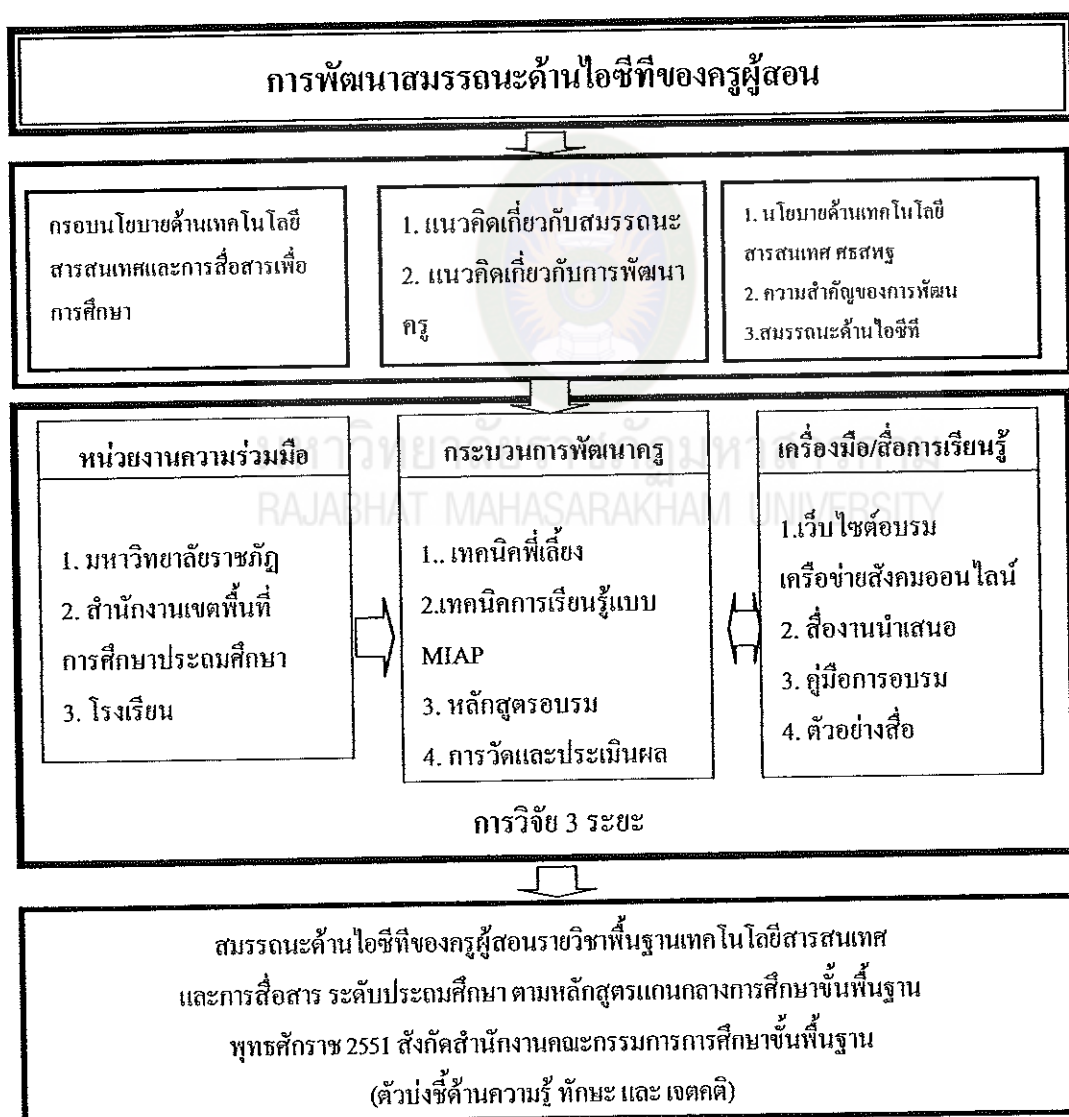 การพัฒนาสมรรถนะด้านไอซีทีของครูผู้สอน
กรอบนโยบายด้านเทคโนโลยี
สารสนเทศและการสื่อสารเพื่อ
การศึกษา
1. แนวคิดเกี่ยวกับสมรรถนะ
2. แนวคิดเกี่ยวกับการพัฒนา
ครู
1. นโยบายด้านเทคโนโลยี
สารสนเทศ ศธสพฐ
2. ความสำคัญของการพัฒน
3.สมรรถนะด้านไอซีที
มหาวิทยาลัยราชภัฏมหาสารคาม
RAJABHAT MAHASARAKHAM UNIVERSITY
หน่วยงานความร่วมมือ
1. มหาวิทยาลัยราชภัฏ
2. สำนักงานเขตพื้นที่
การศึกษาประถมศึกษา
3. โรงเรียน
กระบวนการพัฒนาครู
1.. เทคนิคพี่เลี้ยง
2.เทคนิคการเรียนรู้แบบ
MIAP
3. หลักสูตรอบรม
4. การวัดและประเมินผล
เครื่องมือ/สื่อการเรียนรู้
1.เว็บไซต์อบรม
เครือข่ายสังคมออนไลน์
2. สื่องานนำเสนอ
3. คู่มือการอบรม
4. ตัวอย่างสื่อ
การวิจัย 3 ระยะ
สมรรถนะด้านไอซีทีของครูผู้สอนรายวิชาพื้นฐานเทคโนโลยีสารสนเทศ
และการสื่อสาร ระดับประถมศึกษา ตามหลักสูตรแกนกลางการศึกษาขั้นพื้นฐาน
พุทธศักราช 2551 สังกัดสำนักงานคณะกรรมการการศึกษาขั้นพื้นฐาน
(ตัวบ่งชี้ด้านความรู้ ทักษะ และ เจตคติ)